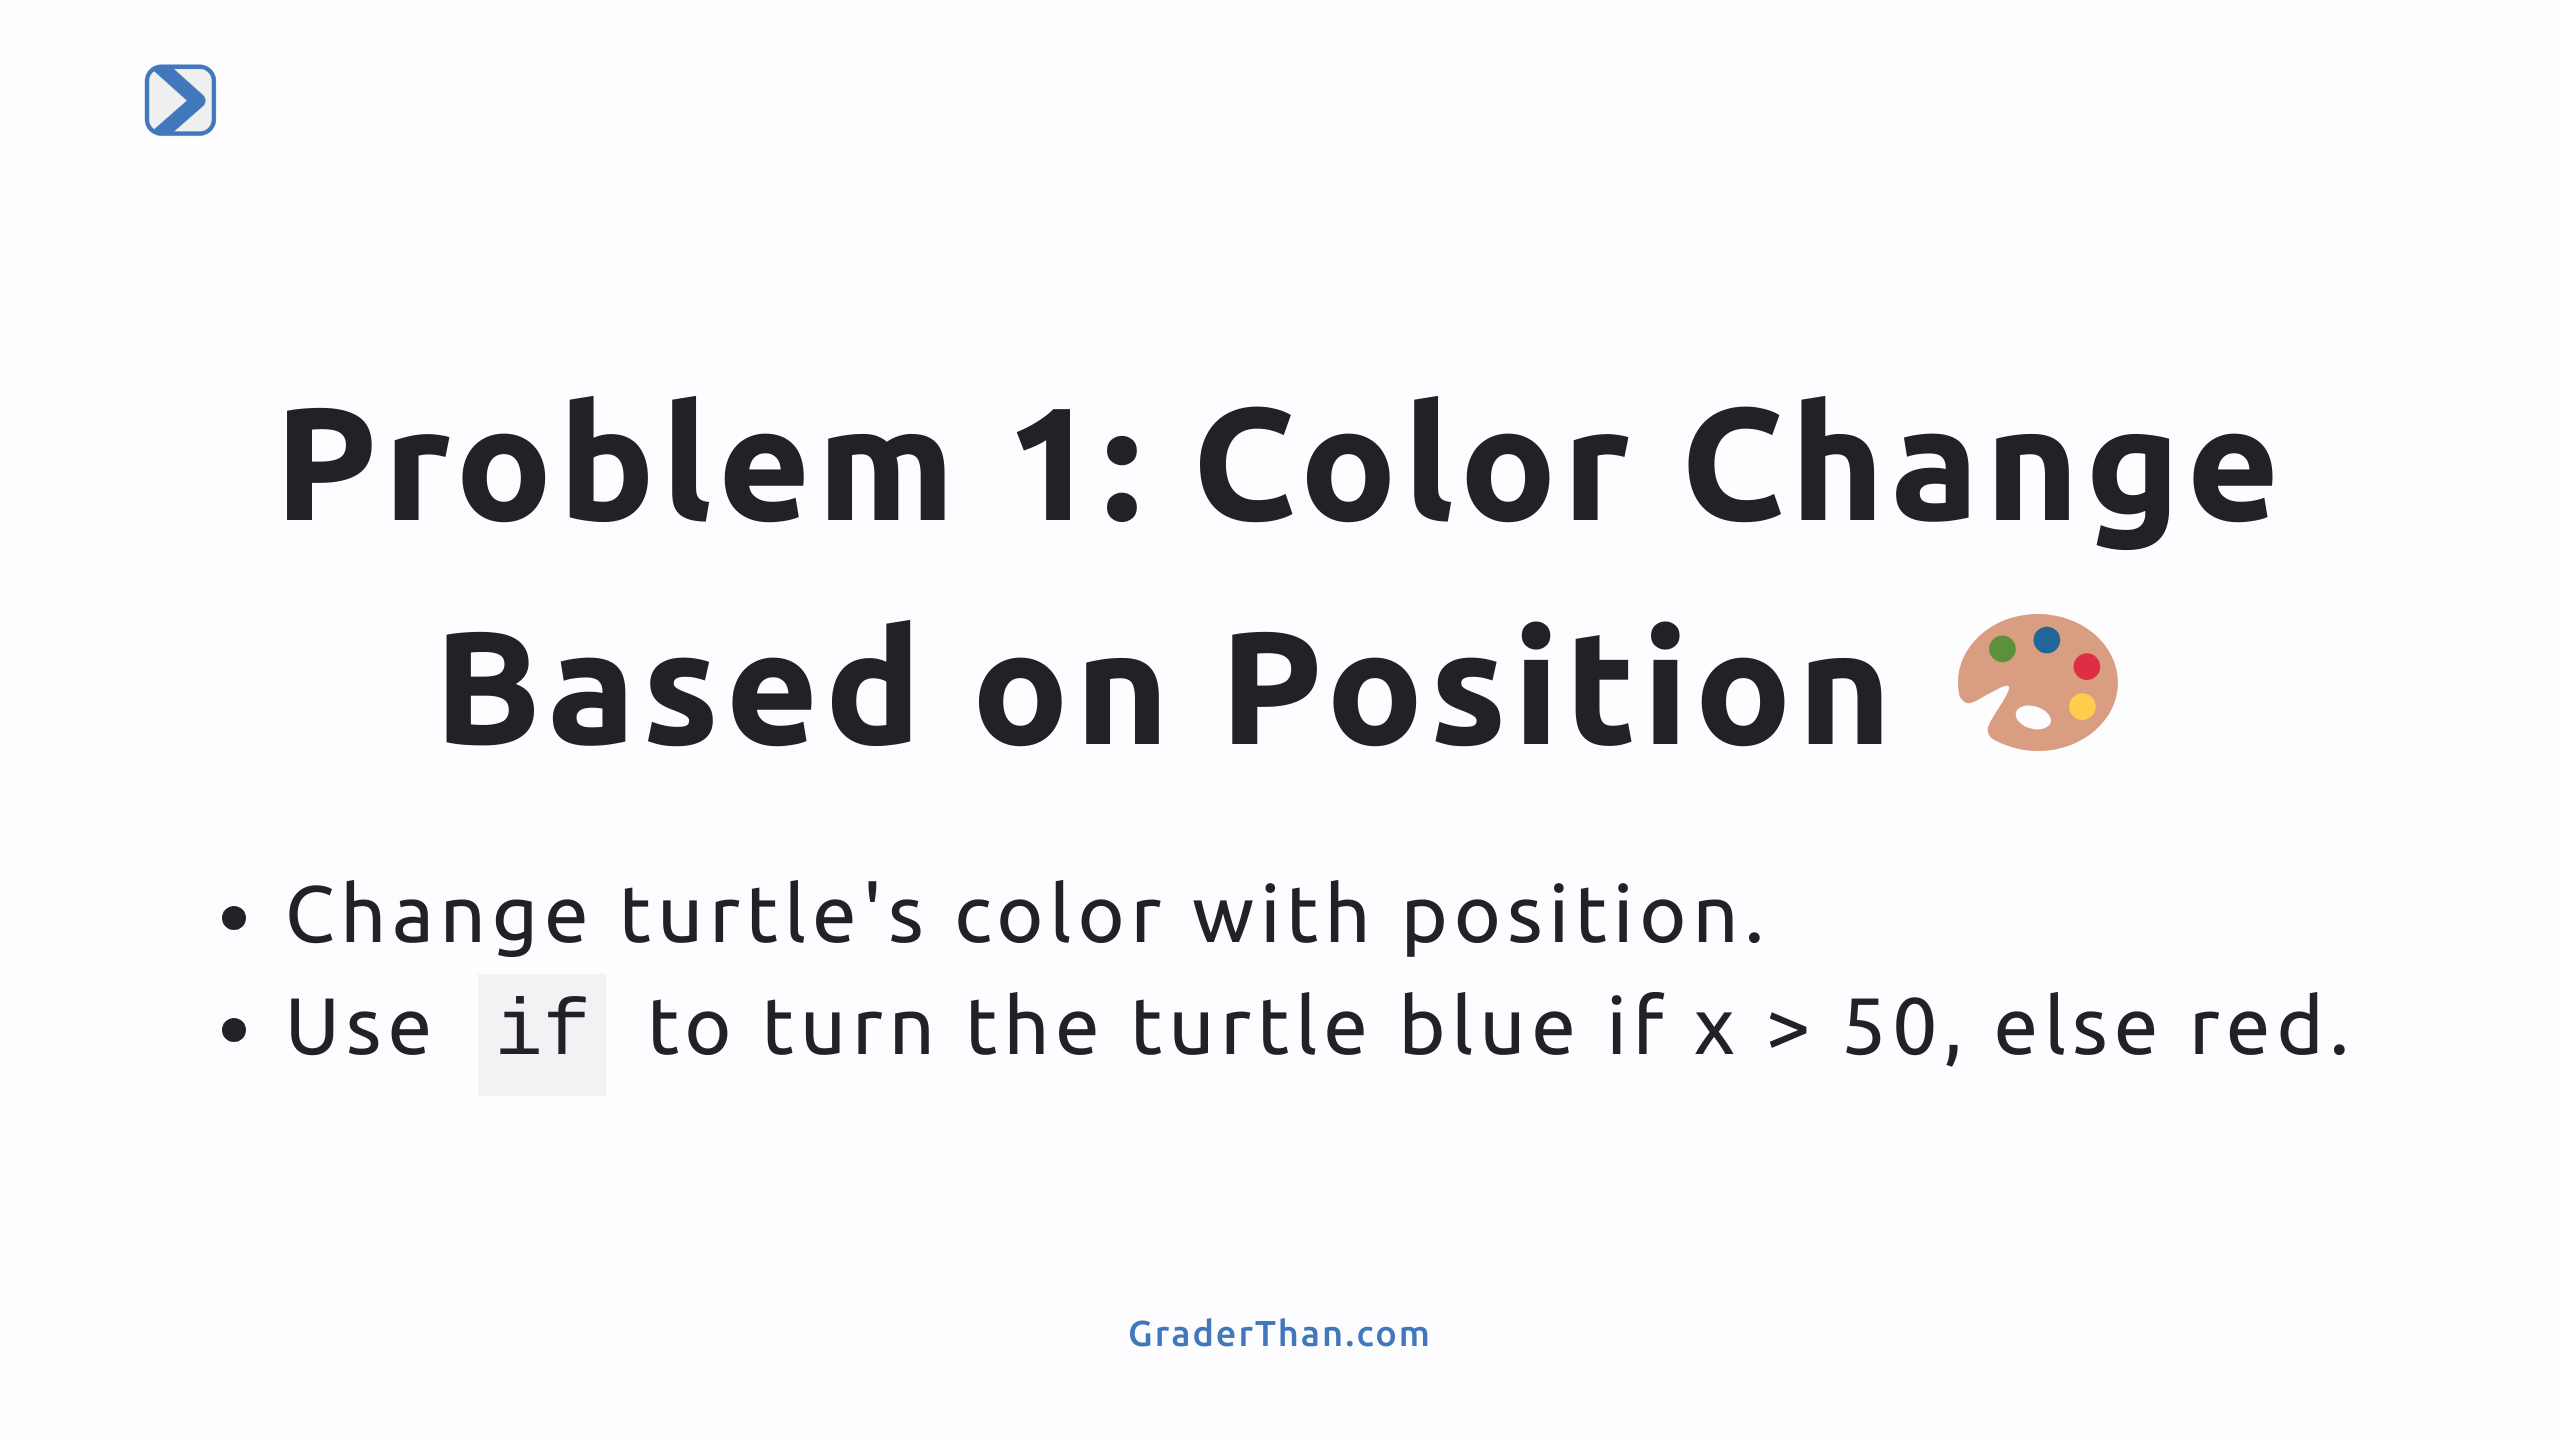 Problem 1: Color Change
Based on Position 🎨
• Change turtle's color with position.
• Use if to turn the turtle blue if x > 50, else red.
GraderThan.com